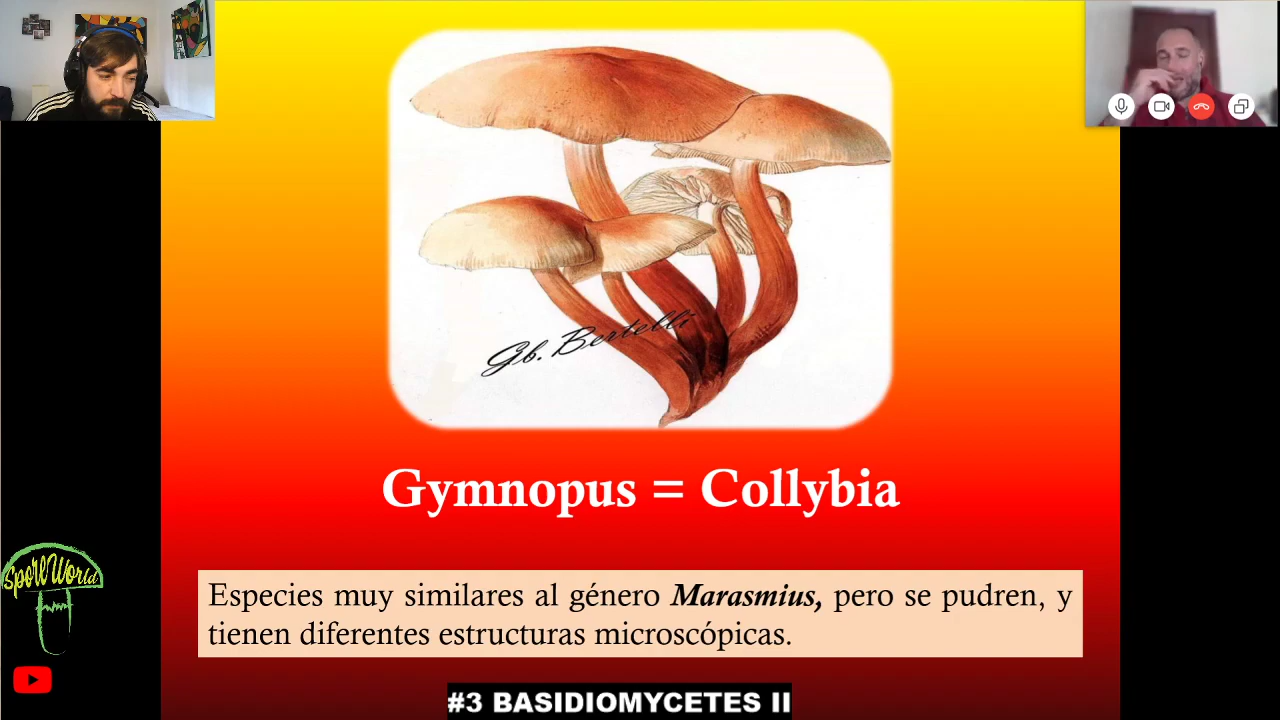 Gb. Bertelli
Gymnopus = Collybia
Especies muy similares al género Marasmius, pero se pudren, y
tienen diferentes estructuras microscópicas.
SporeWorld
#3 BASIDIOMYCETES II